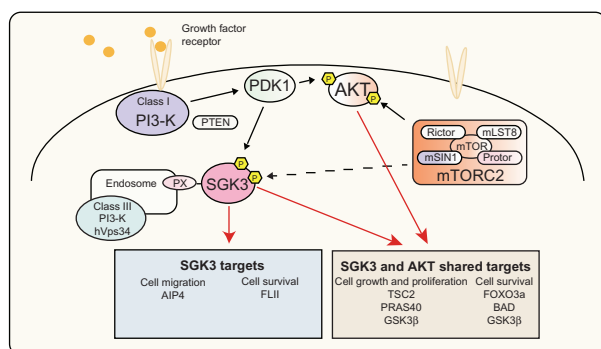 Growth factor
receptor
Class I
PI3-K
PTEN
PDK1
P
AKT
P
Rictor
mLST8
mTOR
mSIN1
Protor
mTORC2
P
P
SGK3
PX
Endosome
Class III
PI3-K
hVps34
SGK3 targets
Cell migration
AIP4
Cell survival
FLII
SGK3 and AKT shared targets
Cell growth and proliferation
TSC2
PRAS40
GSK3β
Cell survival
FOXO3a
BAD
GSK3β